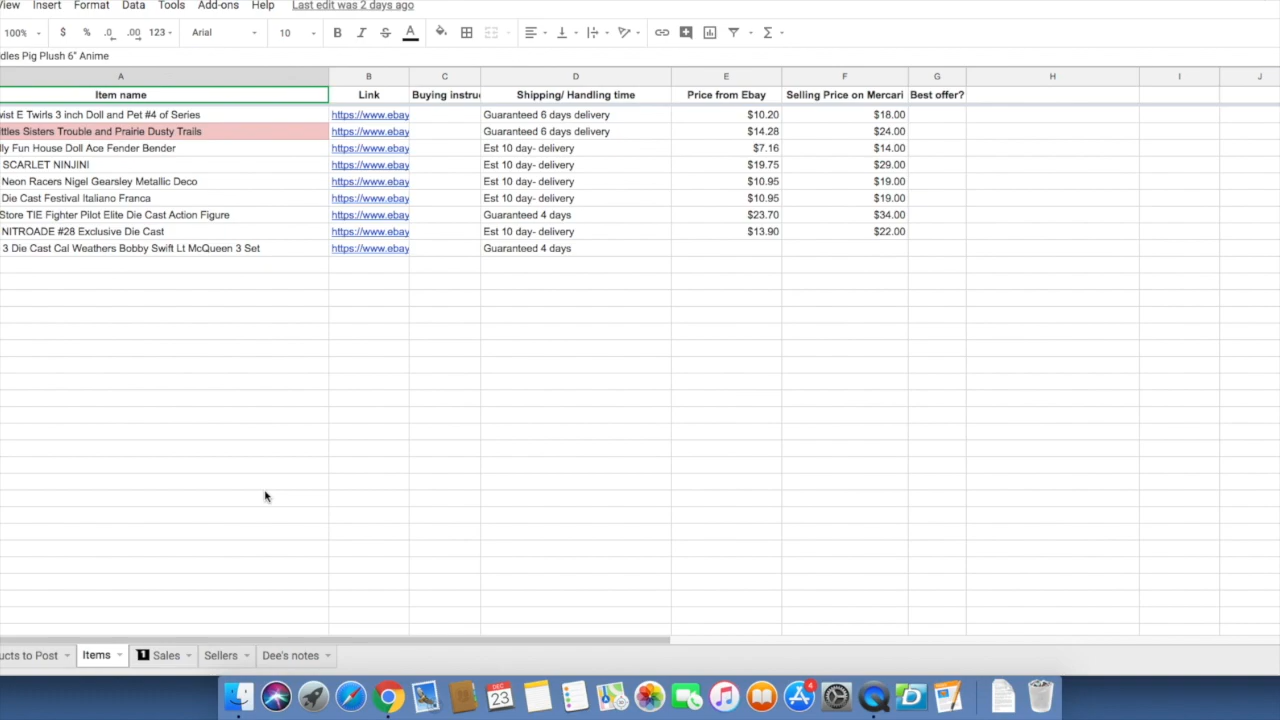 View Insert Format Data Tools Add-ons Help Last edit was 2 days ago
100% $ % .0 .00 123 Arial 10 B I S A
dles Pig Plush 6" Anime
A B C D E F G H I J
Item name Link Buying instruc Shipping/ Handling time Price from Ebay Selling Price on Mercari Best offer?
wist E Twirls 3 inch Doll and Pet #4 of Series https://www.ebay Guaranteed 6 days delivery $10.20 $18.00
ttles Sisters Trouble and Prairie Dusty Trails https://www.ebay Guaranteed 6 days delivery $14.28 $24.00
lly Fun House Doll Ace Fender Bender https://www.ebay Est 10 day- delivery $7.16 $14.00
SCARLET NINJINI https://www.ebay Est 10 day- delivery $19.75 $29.00
Neon Racers Nigel Gearsley Metallic Deco https://www.ebay Est 10 day- delivery $10.95 $19.00
Die Cast Festival Italiano Franca https://www.ebay Est 10 day- delivery $10.95 $19.00
Store TIE Fighter Pilot Elite Die Cast Action Figure https://www.ebay Guaranteed 4 days $23.70 $34.00
NITROADE #28 Exclusive Die Cast https://www.ebay Est 10 day- delivery $13.90 $22.00
3 Die Cast Cal Weathers Bobby Swift Lt McQueen 3 Set https://www.ebay Guaranteed 4 days
ucts to Post Items 1 Sales Sellers Dee's notes
DEC
23
4